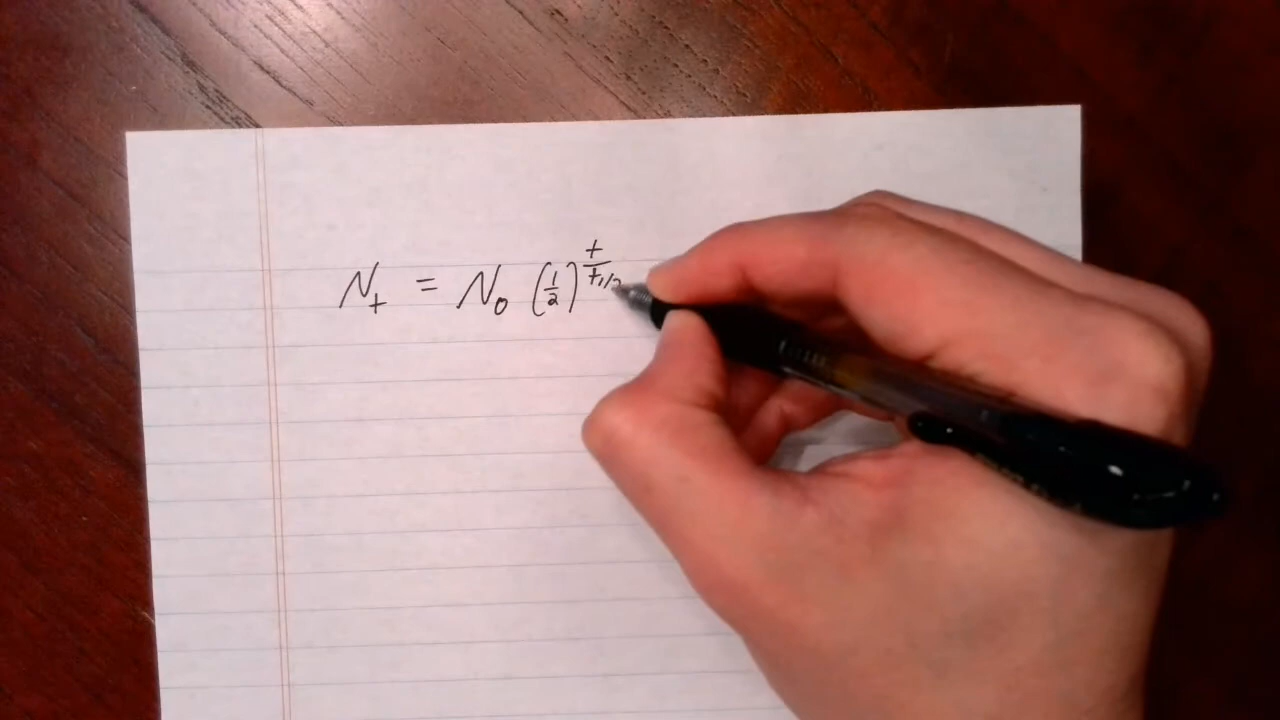 N_t = N_0 (1/2)^(t/t_1/2)